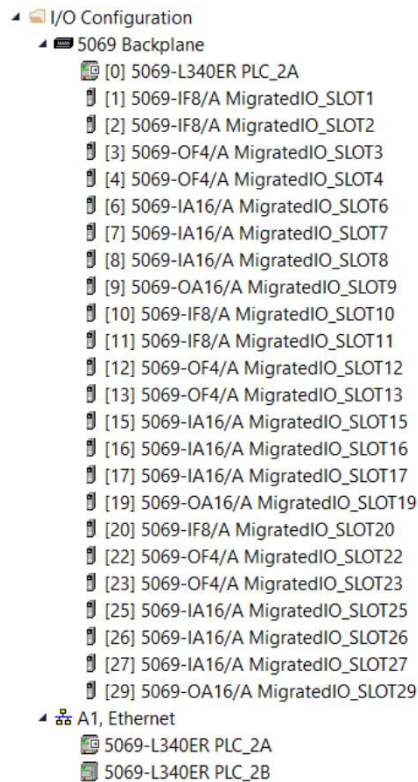 I/O Configuration
5069 Backplane
[0] 5069-L340ER PLC_2A
[1] 5069-IF8/A MigratedIO_SLOT1
[2] 5069-IF8/A MigratedIO_SLOT2
[3] 5069-OF4/A MigratedIO_SLOT3
[4] 5069-OF4/A MigratedIO_SLOT4
[6] 5069-IA16/A MigratedIO_SLOT6
[7] 5069-IA16/A MigratedIO_SLOT7
[8] 5069-IA16/A MigratedIO_SLOT8
[9] 5069-OA16/A MigratedIO_SLOT9
[10] 5069-IF8/A MigratedIO_SLOT10
[11] 5069-IF8/A MigratedIO_SLOT11
[12] 5069-OF4/A MigratedIO_SLOT12
[13] 5069-OF4/A MigratedIO_SLOT13
[15] 5069-IA16/A MigratedIO_SLOT15
[16] 5069-IA16/A MigratedIO_SLOT16
[17] 5069-IA16/A MigratedIO_SLOT17
[19] 5069-OA16/A MigratedIO_SLOT19
[20] 5069-IF8/A MigratedIO_SLOT20
[22] 5069-OF4/A MigratedIO_SLOT22
[23] 5069-OF4/A MigratedIO_SLOT23
[25] 5069-IA16/A MigratedIO_SLOT25
[26] 5069-IA16/A MigratedIO_SLOT26
[27] 5069-IA16/A MigratedIO_SLOT27
[29] 5069-OA16/A MigratedIO_SLOT29
A1, Ethernet
5069-L340ER PLC_2A
5069-L340ER PLC_2B